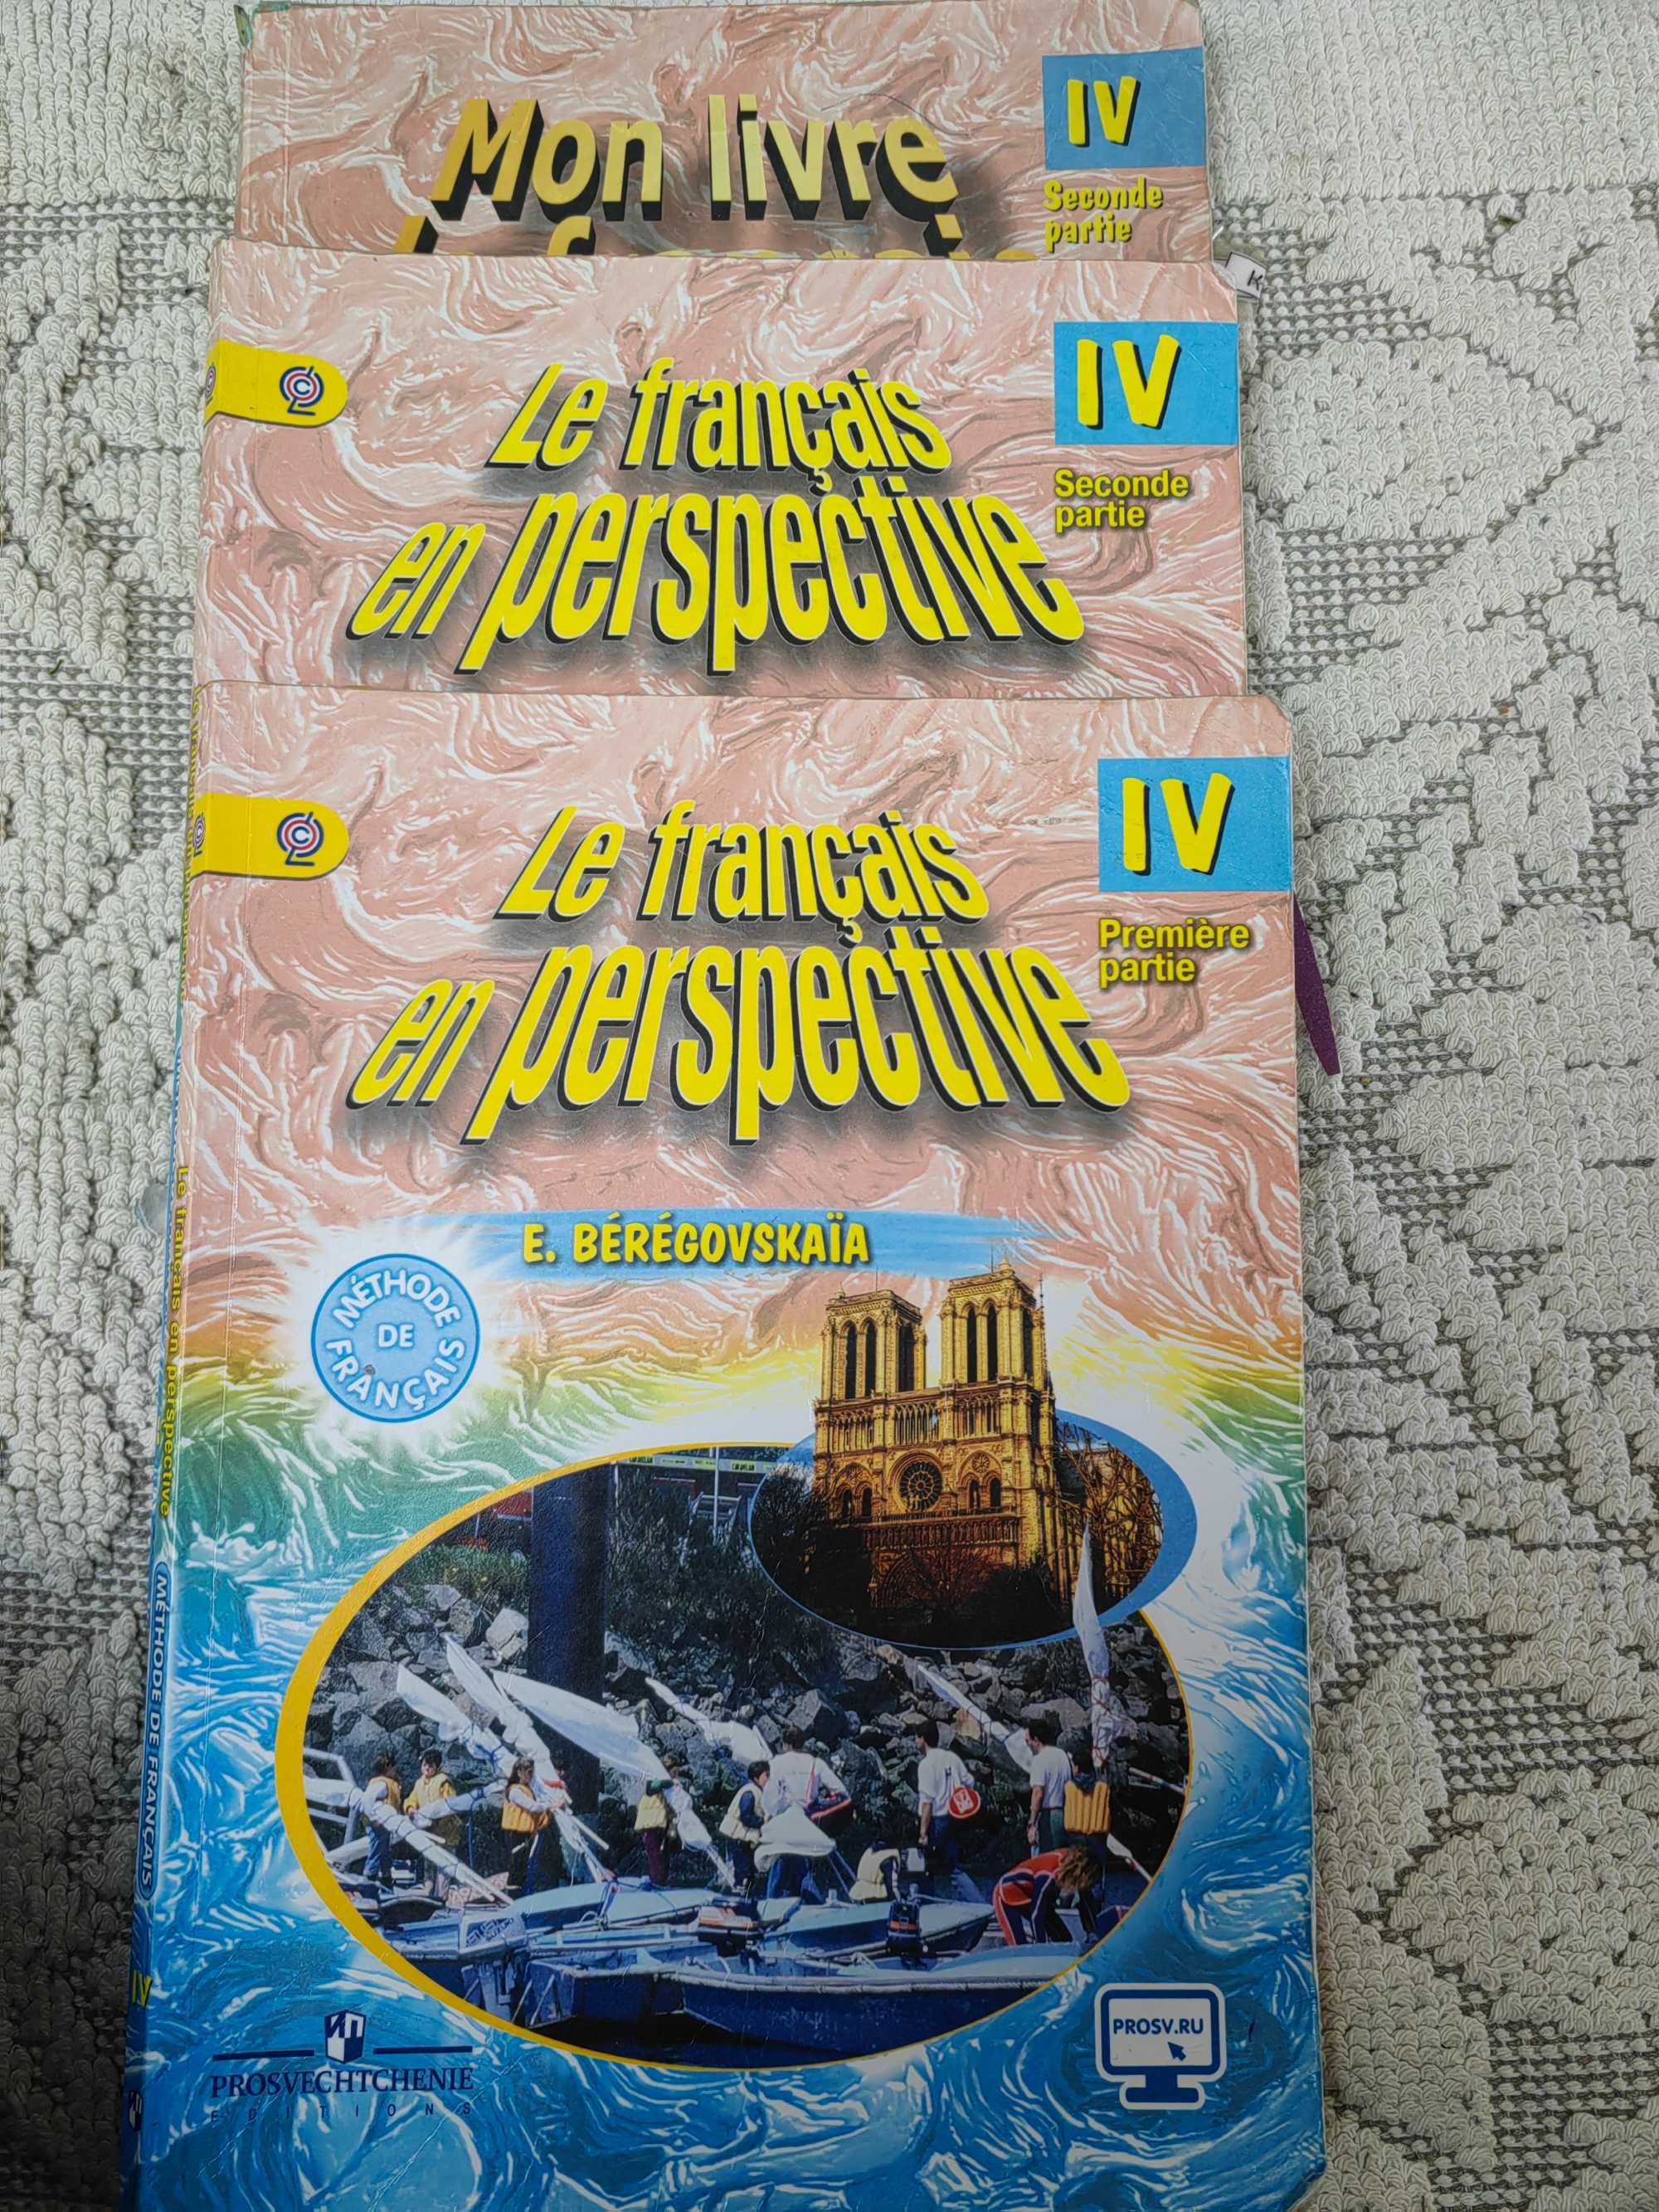 Mon livre
IV
Seconde
partie
Le français
en perspective
IV
Seconde
partie
Le français
en perspective
IV
Première
partie
E. BÉRÉGOVSKAÏA
MÉTHODE
DE
FRANÇAIS
Le français en perspective
MÉTHODE DE FRANÇAIS
IV
ИП
PROSVECHTCHENIE
EDITIONS
PROSV.RU